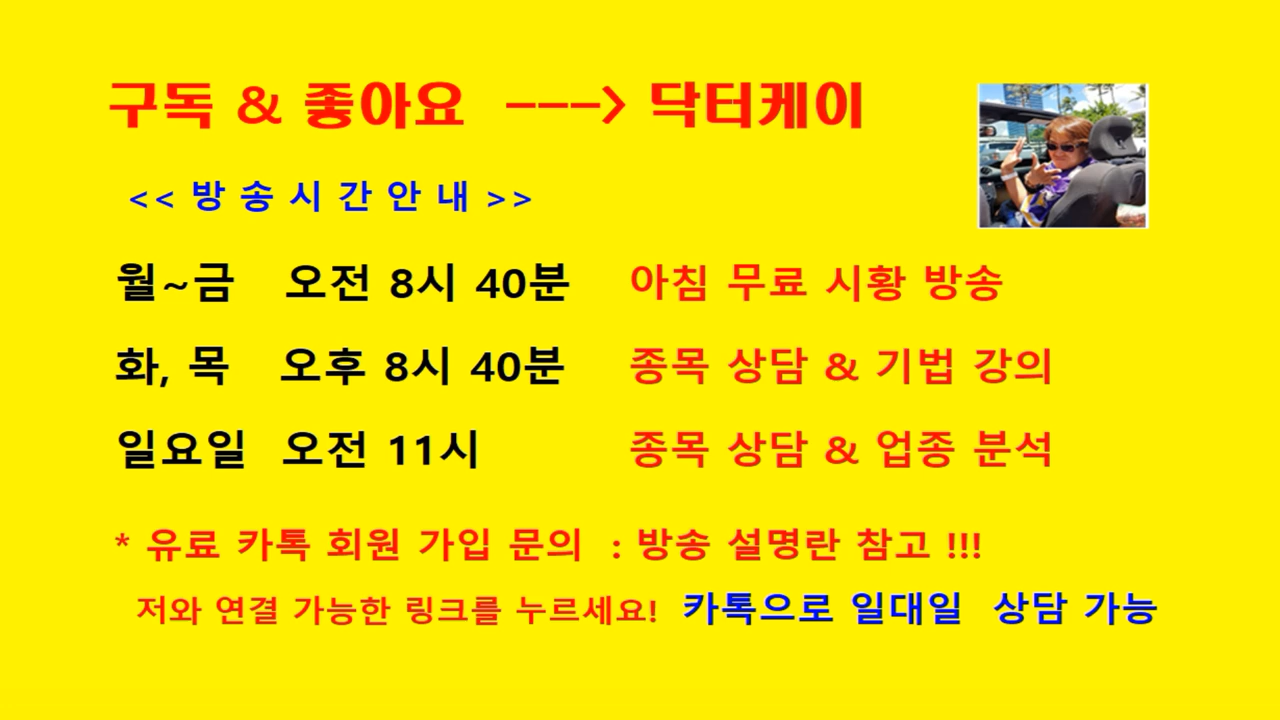 구독 & 좋아요 ---> 닥터케이
<< 방 송 시 간 안 내 >>
월~금 오전 8시 40분 아침 무료 시황 방송
화, 목 오후 8시 40분 종목 상담 & 기법 강의
일요일 오전 11시 종목 상담 & 업종 분석
* 유료 카톡 회원 가입 문의 : 방송 설명란 참고 !!!
저와 연결 가능한 링크를 누르세요! 카톡으로 일대일 상담 가능